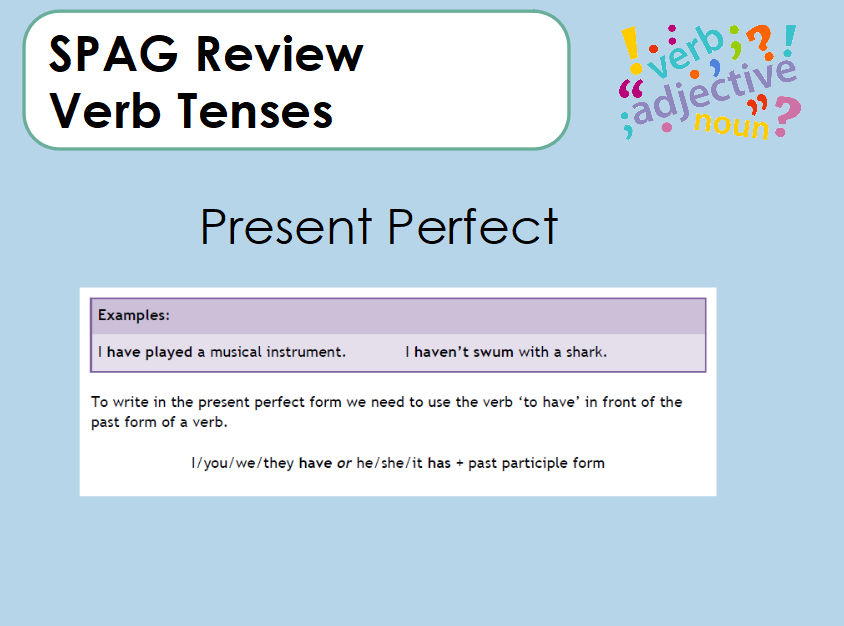 SPAG Review
Verb Tenses
! verb ; ? !
“ adjective ”
; noun ?
Present Perfect
Examples:
I have played a musical instrument. I haven’t swum with a shark.
To write in the present perfect form we need to use the verb ‘to have’ in front of the
past form of a verb.
I/you/we/they have or he/she/it has + past participle form